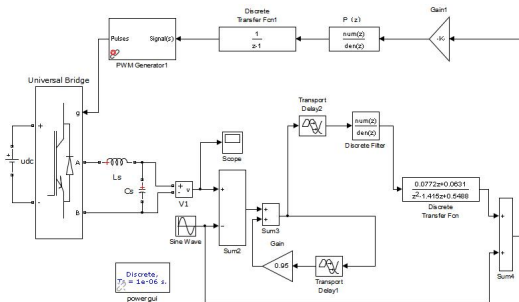 Discrete
Transfer Fcn1
P (z)
Gain1
Pulses
Signal(s)
PWM Generator1
1
z-1
num(z)
den(z)
-K-
Universal Bridge
g
A
B
+
-
udc
Ls
Cs
+
-
v
V1
Scope
Sine Wave
+
-
Sum2
+
+
Sum3
Gain
0.95
Transport
Delay2
Transport
Delay1
num(z)
den(z)
Discrete Filter
0.0772z+0.0631
z²-1.415z+0.5488
Discrete
Transfer Fcn
+
+
Sum4
Discrete,
= 1e-06 s.
powergui